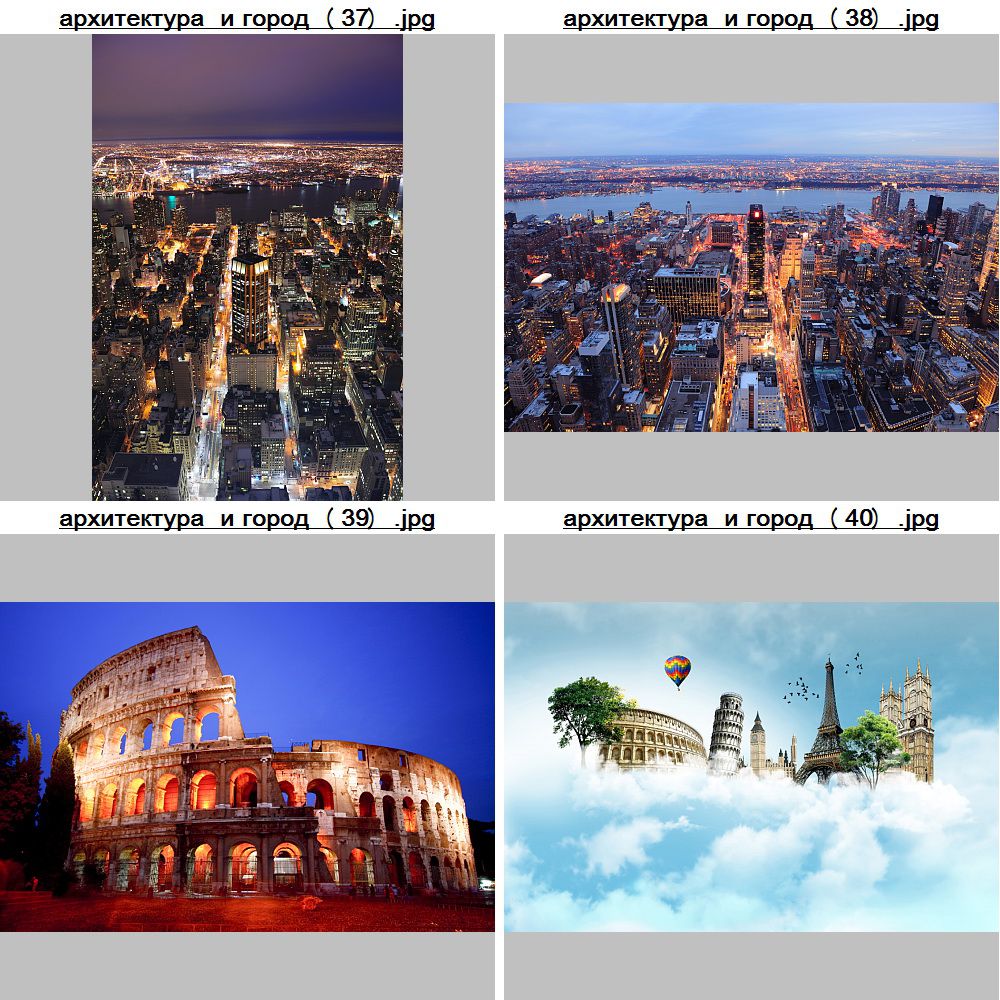 архитектура и город (37) .jpg
архитектура и город (38) .jpg
архитектура и город (39) .jpg
архитектура и город (40) .jpg